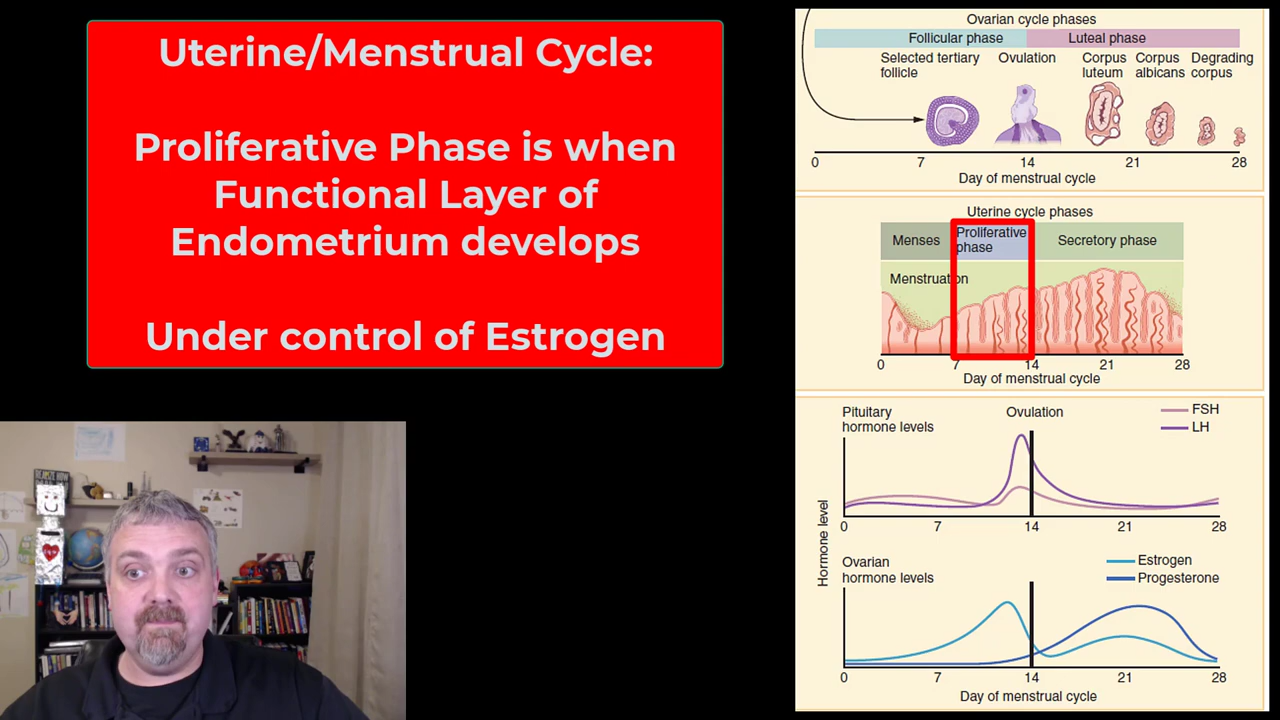 Uterine/Menstrual Cycle:
Proliferative Phase is when
Functional Layer of
Endometrium develops
Under control of Estrogen
Ovarian cycle phases
Follicular phase
Luteal phase
Selected tertiary
follicle
Ovulation
Corpus
luteum
Corpus
albicans
Degrading
corpus
0 7 14 21 28
Day of menstrual cycle
Uterine cycle phases
Menses
Proliferative
phase
Secretory phase
Menstruation
0 7 14 21 28
Day of menstrual cycle
Pituitary
hormone levels
Ovulation
FSH
LH
0 7 14 21 28
Hormone level
Ovarian
hormone levels
Estrogen
Progesterone
0 7 14 21 28
Day of menstrual cycle